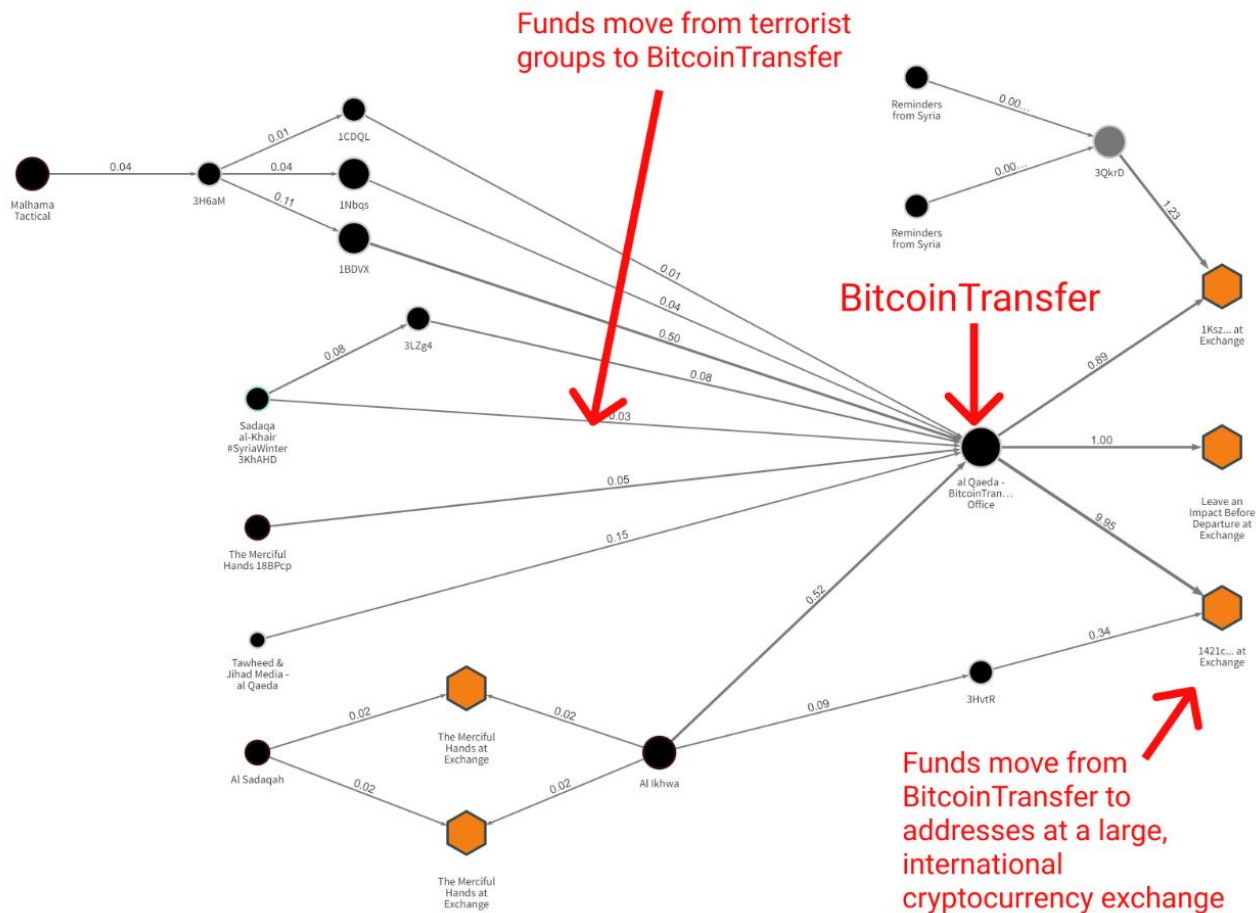 Funds move from terrorist
groups to BitcoinTransfer
Reminders
from Syria
0.00...
0.01
1CDQL
3QkrD
0.04
0.04
Malhama
Tactical
3H6aM
1Nbqs
0.00...
0.11
Reminders
from Syria
1.23
1BDVX
0.01
0.04
BitcoinTransfer
0.50
3LZg4
1Ksz... at
Exchange
0.08
0.08
0.89
Sadaqa
al-Khair
#SyriaWinter
3KhAHD
0.03
1.00
al Qaeda -
BitcoinTran...
Office
Leave an
Impact Before
Departure at
Exchange
0.05
The Merciful
Hands 18BPcp
9.95
0.15
0.52
Tawheed &
Jihad Media -
al Qaeda
0.34
1421c... at
Exchange
3HvtR
0.02
0.02
0.09
The Merciful
Hands at
Exchange
Al Sadaqah
Al Ikhwa
0.02
0.02
The Merciful
Hands at
Exchange
Funds move from
BitcoinTransfer to
addresses at a large,
international
cryptocurrency exchange